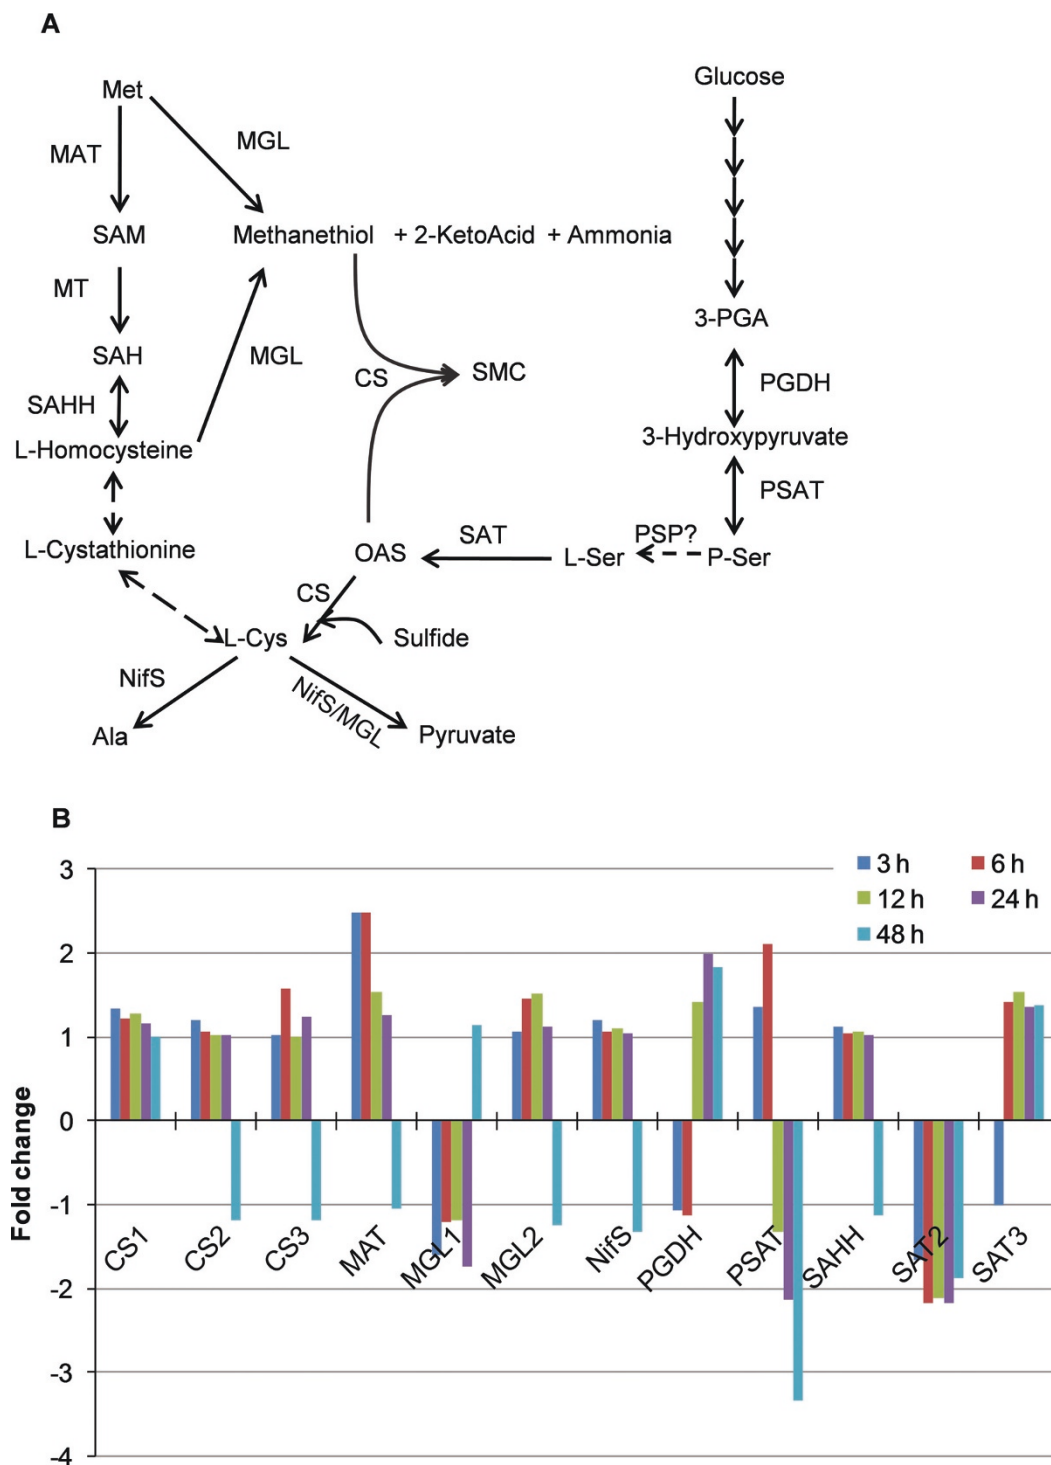 A
Met
Glucose
MAT
MGL
SAM
Methanethiol + 2-KetoAcid + Ammonia
MT
3-PGA
SAH
MGL
CS
SMC
PGDH
SAHH
L-Homocysteine
3-Hydroxypyruvate
PSAT
L-Cystathionine
OAS
SAT
L-Ser
PSP?
P-Ser
CS
L-Cys
Sulfide
NifS
NifS/MGL
Ala
Pyruvate
B
3 h
6 h
12 h
24 h
48 h
Fold change
3
2
1
0
-1
-2
-3
-4
CS1
CS2
CS3
MAT
MGL1
MGL2
NifS
PGDH
PSAT
SAHH
SAT2
SAT3